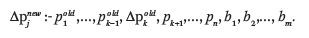 Δp_j^{new} :- p_1^{old},..., p_{k-1}^{old}, Δp_k^{old}, p_{k+1},..., p_n, b_1, b_2,..., b_m.